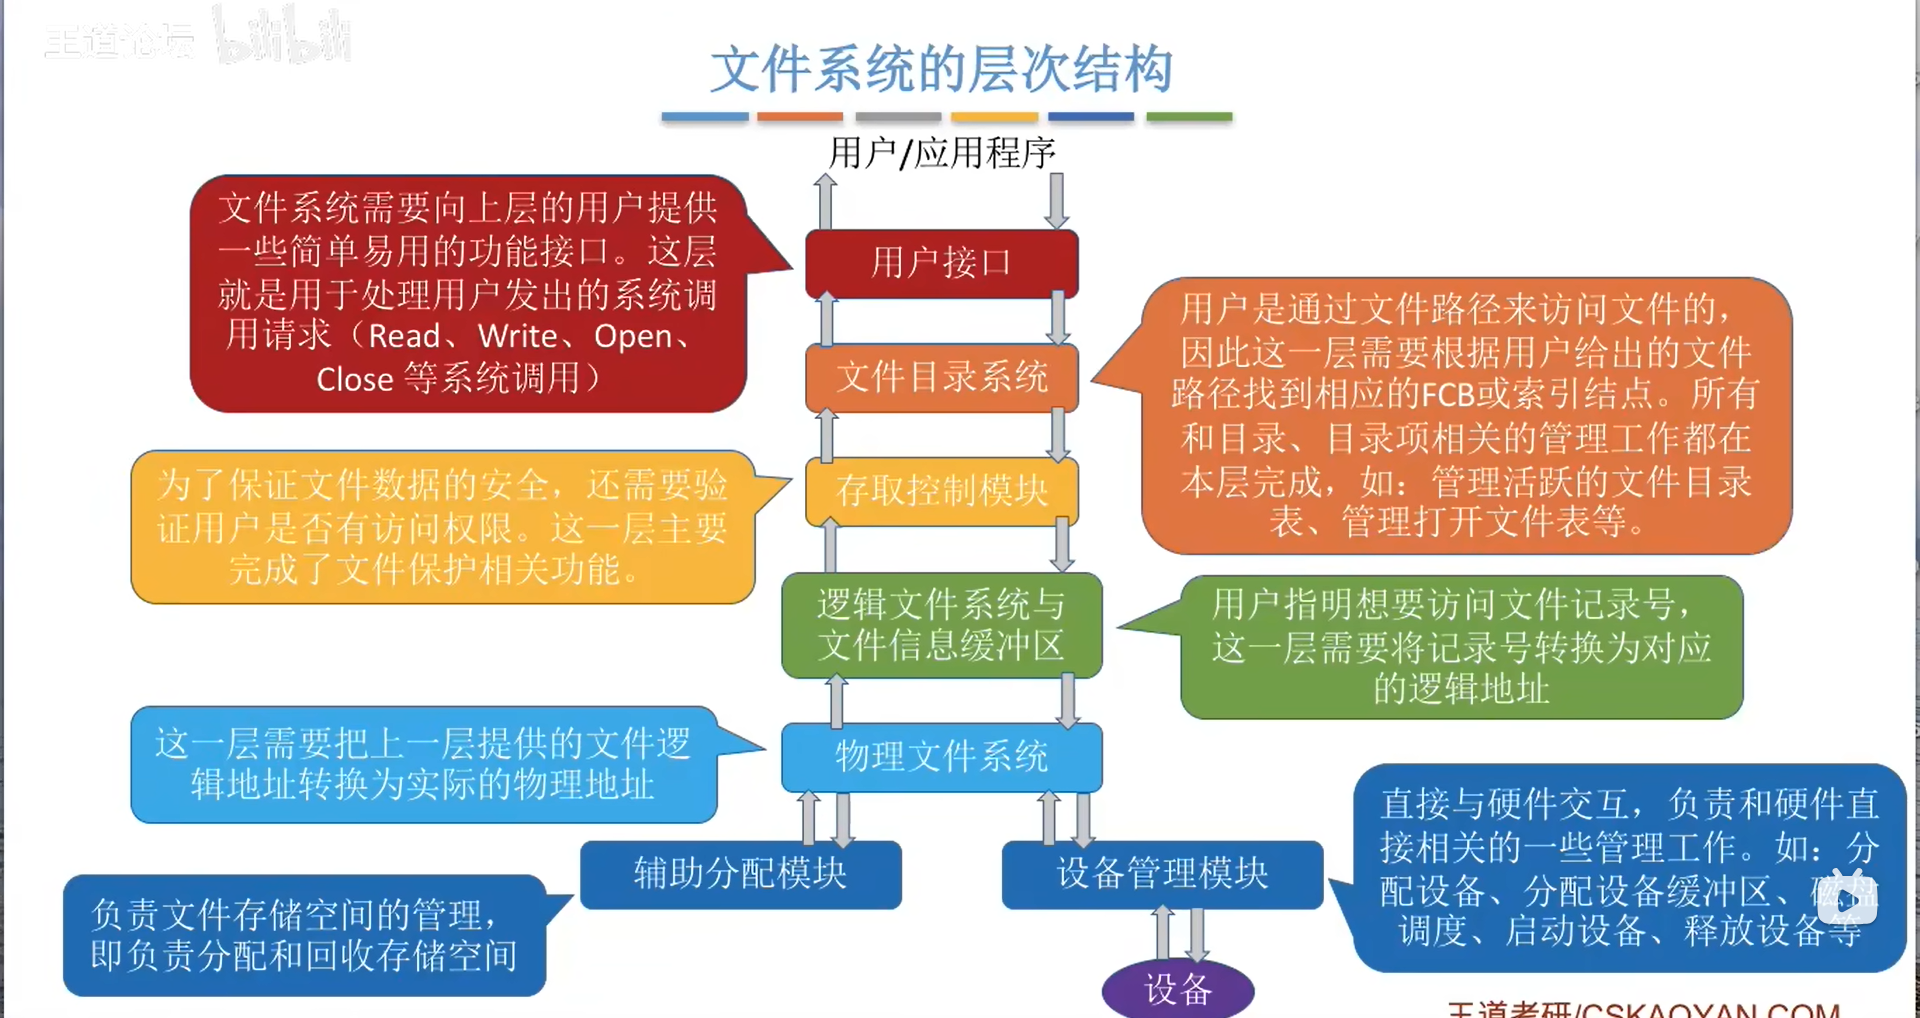 王道论坛 bilibili
文件系统的层次结构
用户/应用程序
文件系统需要向上层的用户提供
一些简单易用的功能接口。这层
就是用于处理用户发出的系统调
用请求（Read、Write、Open、
Close 等系统调用）
用户接口
用户是通过文件路径来访问文件的，
因此这一层需要根据用户给出的文件
路径找到相应的FCB或索引结点。所有
和目录、目录项相关的管理工作都在
本层完成，如：管理活跃的文件目录
表、管理打开文件表等。
文件目录系统
为了保证文件数据的安全，还需要验
证用户是否有访问权限。这一层主要
完成了文件保护相关功能。
存取控制模块
逻辑文件系统与
文件信息缓冲区
用户指明想要访问文件记录号，
这一层需要将记录号转换为对应
的逻辑地址
这一层需要把上一层提供的文件逻
辑地址转换为实际的物理地址
物理文件系统
辅助分配模块
设备管理模块
直接与硬件交互，负责和硬件直
接相关的一些管理工作。如：分
配设备、分配设备缓冲区、磁盘
调度、启动设备、释放设备等
负责文件存储空间的管理，
即负责分配和回收存储空间
设备
王道考研/CSKAOYAN.COM